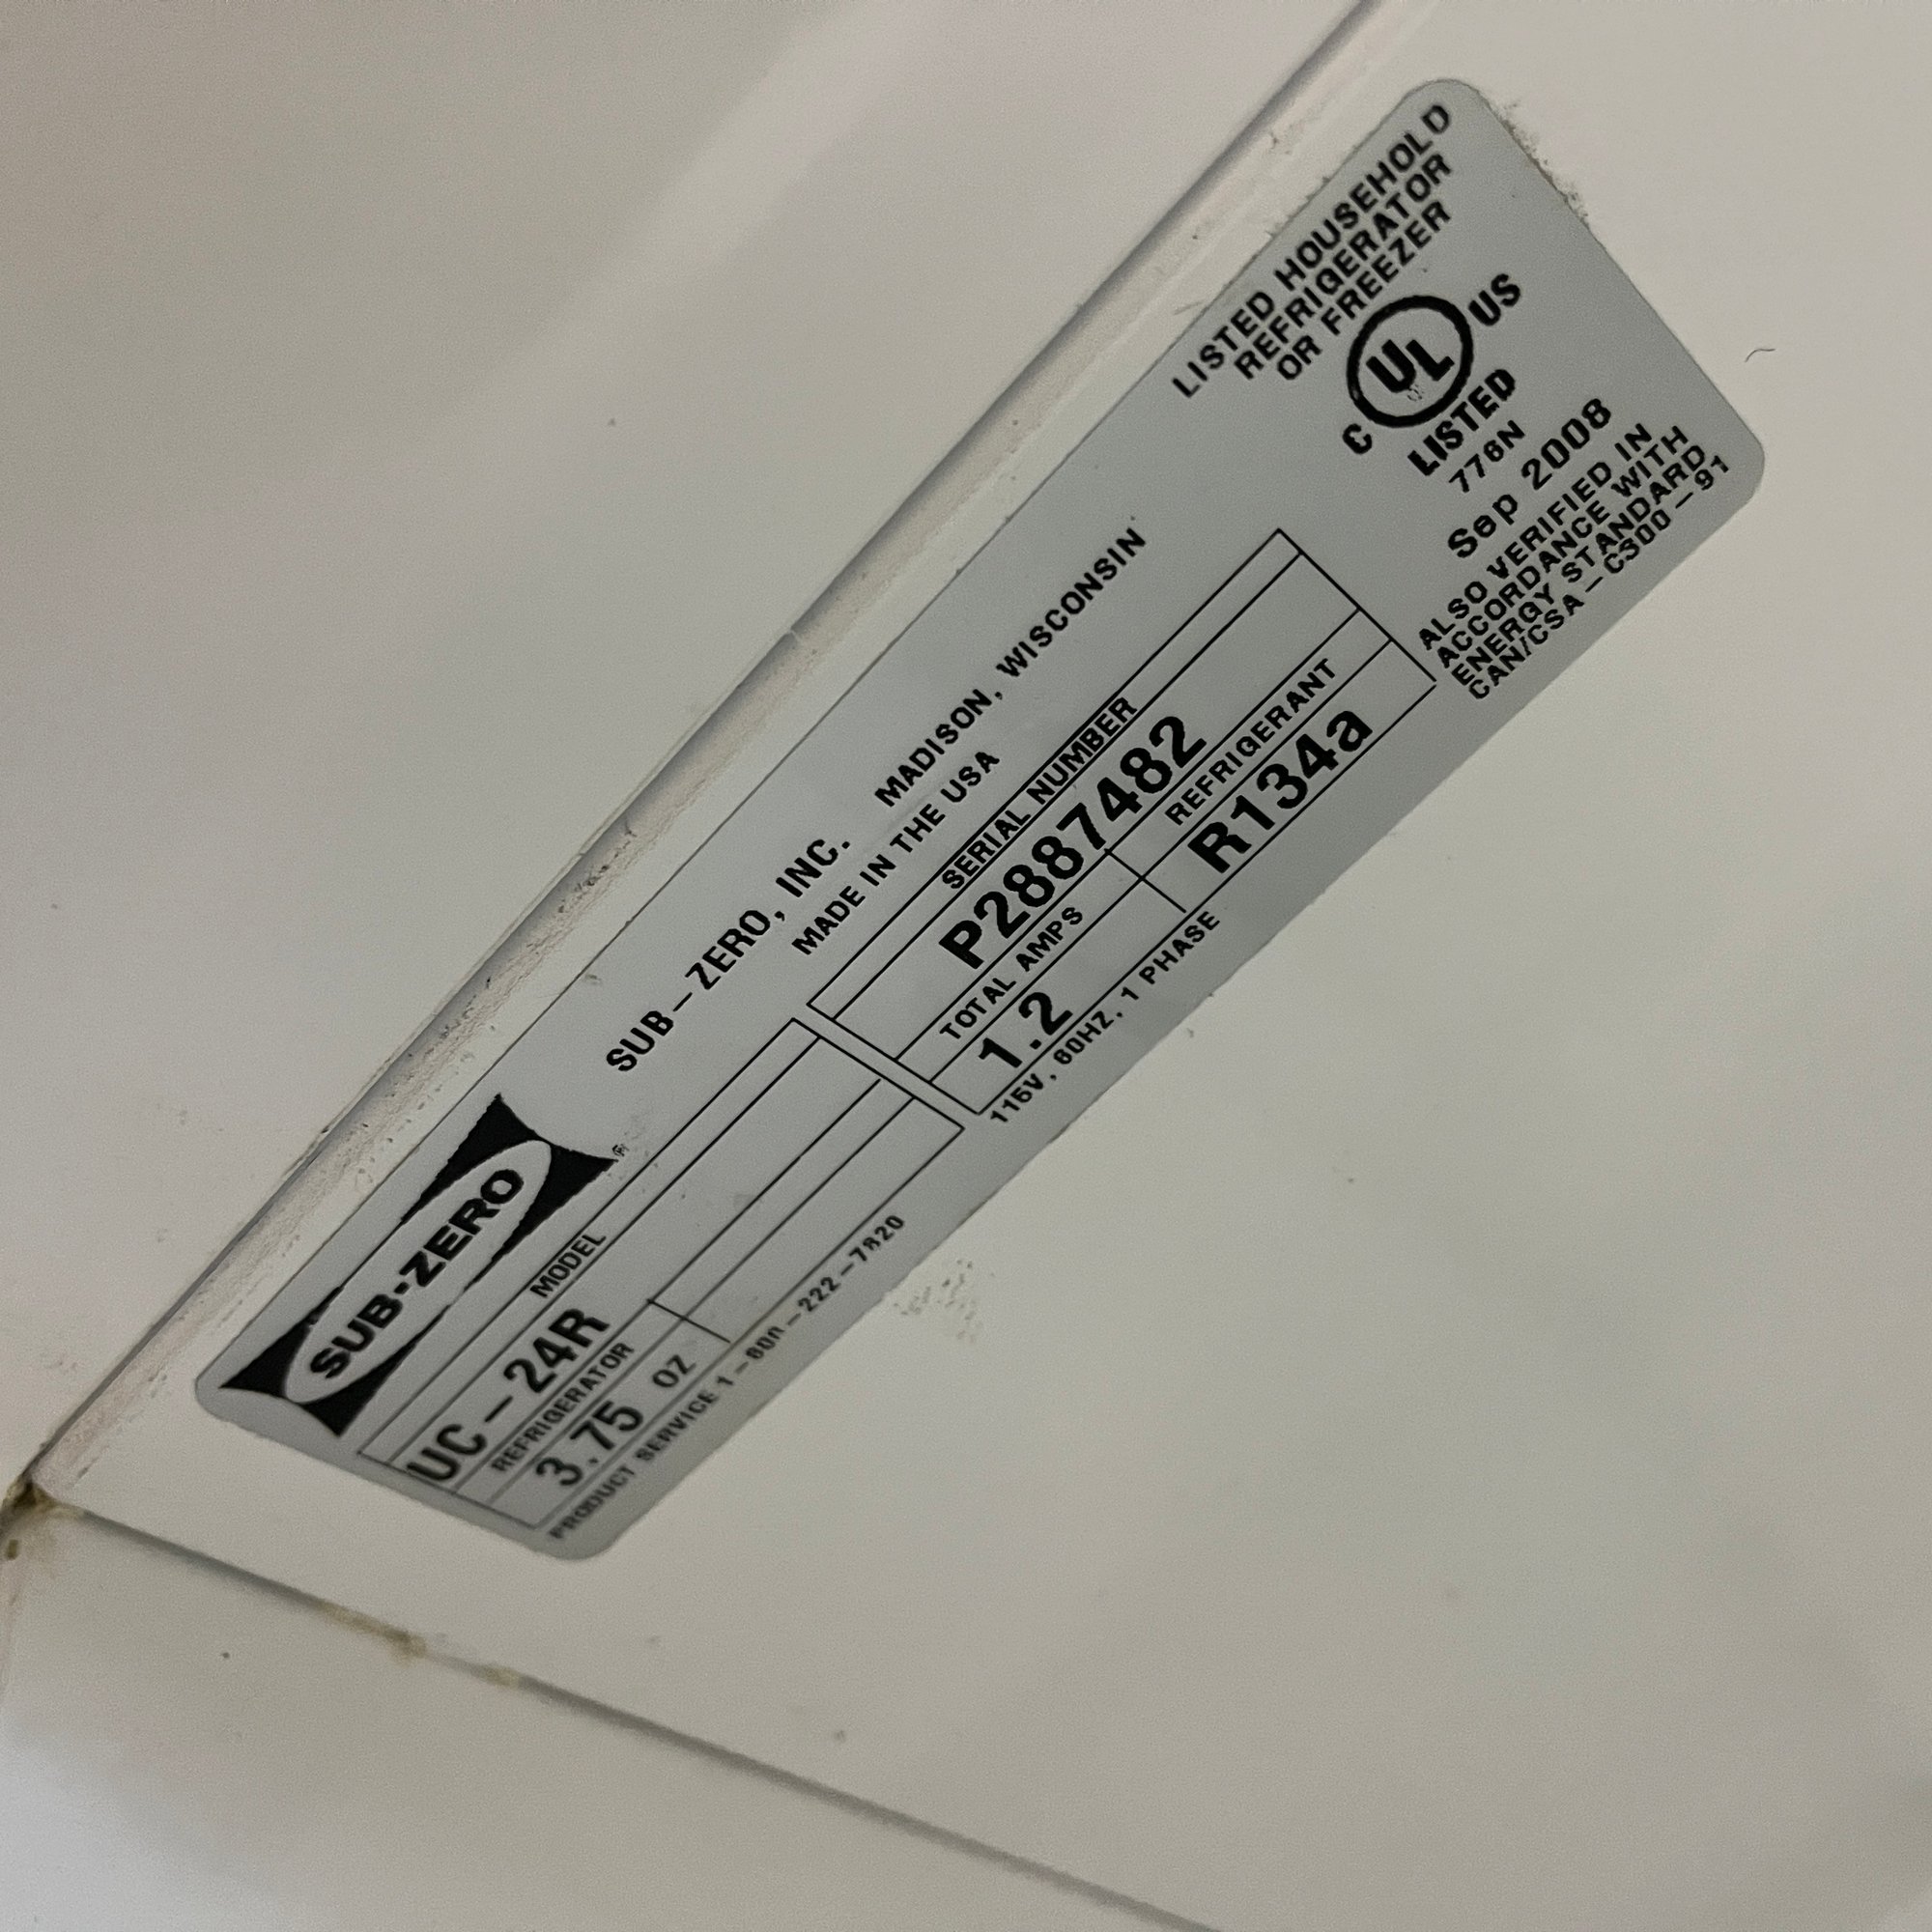 SUB-ZERO®
SUB-ZERO, INC. MADISON, WISCONSIN
MADE IN THE USA
MODEL
UC-24R
REFRIGERATOR
3.75 OZ
PRODUCT SERVICE 1-800-222-7820
SERIAL NUMBER
P2887482
TOTAL AMPS
1.2
REFRIGERANT
R134a
115V, 60HZ, 1 PHASE
LISTED HOUSEHOLD
REFRIGERATOR
OR FREEZER
C UL US
LISTED
776N
Sep 2008
ALSO VERIFIED IN
ACCORDANCE WITH
ENERGY STANDARD
CAN/CSA-C300-91